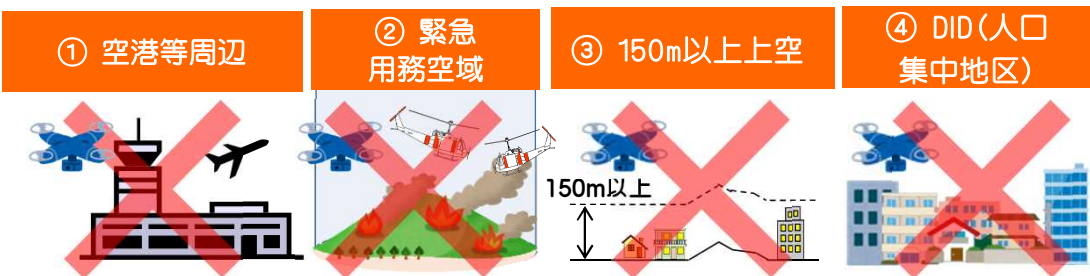 ① 空港等周辺
② 緊急
用務空域
③ 150m以上上空
④ DID(人口
集中地区)
150m以上